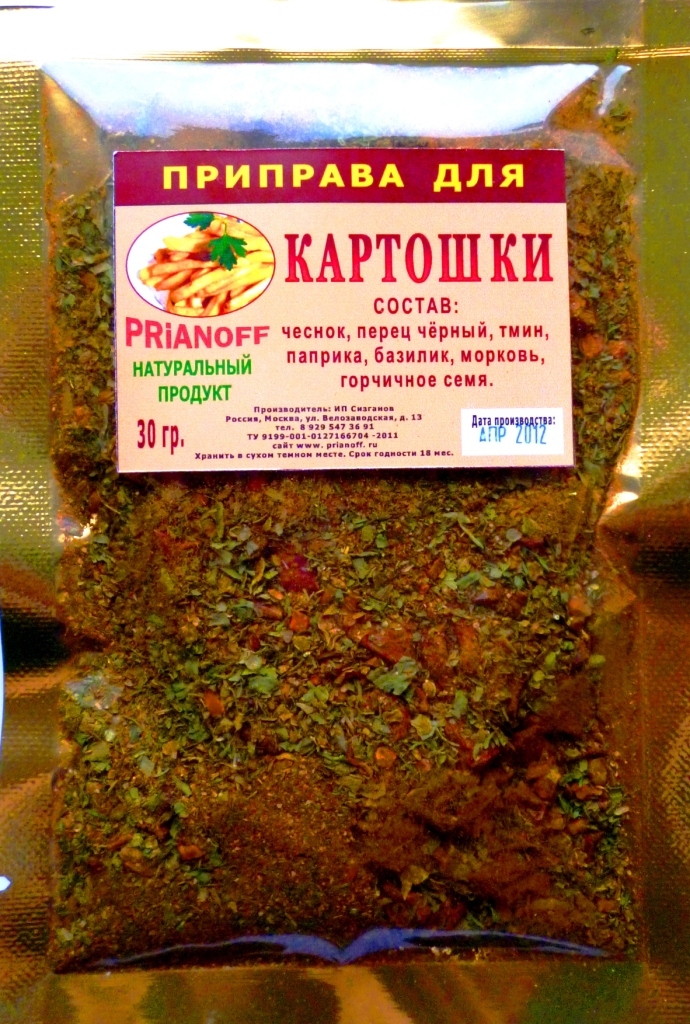 ПРИПРАВА ДЛЯ
КАРТОШКИ
СОСТАВ:
чеснок, перец чёрный, тмин,
паприка, базилик, морковь,
горчичное семя.
PRiANOFF
НАТУРАЛЬНЫЙ
ПРОДУКТ
30 гр.
Производитель: ИП Сизганов
Россия, Москва, ул. Велозаводская, д. 13
тел. 8 929 547 36 91
ТУ 9199-001-0127166704 -2011
сайт www. prianoff. ru
Хранить в сухом темном месте. Срок годности 18 мес.
Дата производства:
АПР 2012